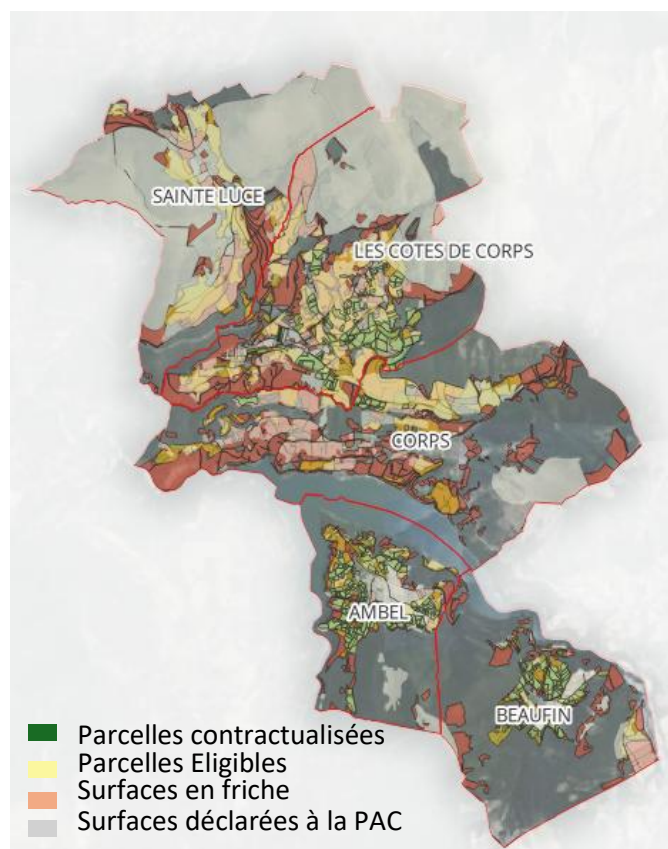 SAINTE LUCE
LES COTES DE CORPS
CORPS
AMBEL
BEAUFIN
Parcelles contractualisées
Parcelles Eligibles
Surfaces en friche
Surfaces déclarées à la PAC